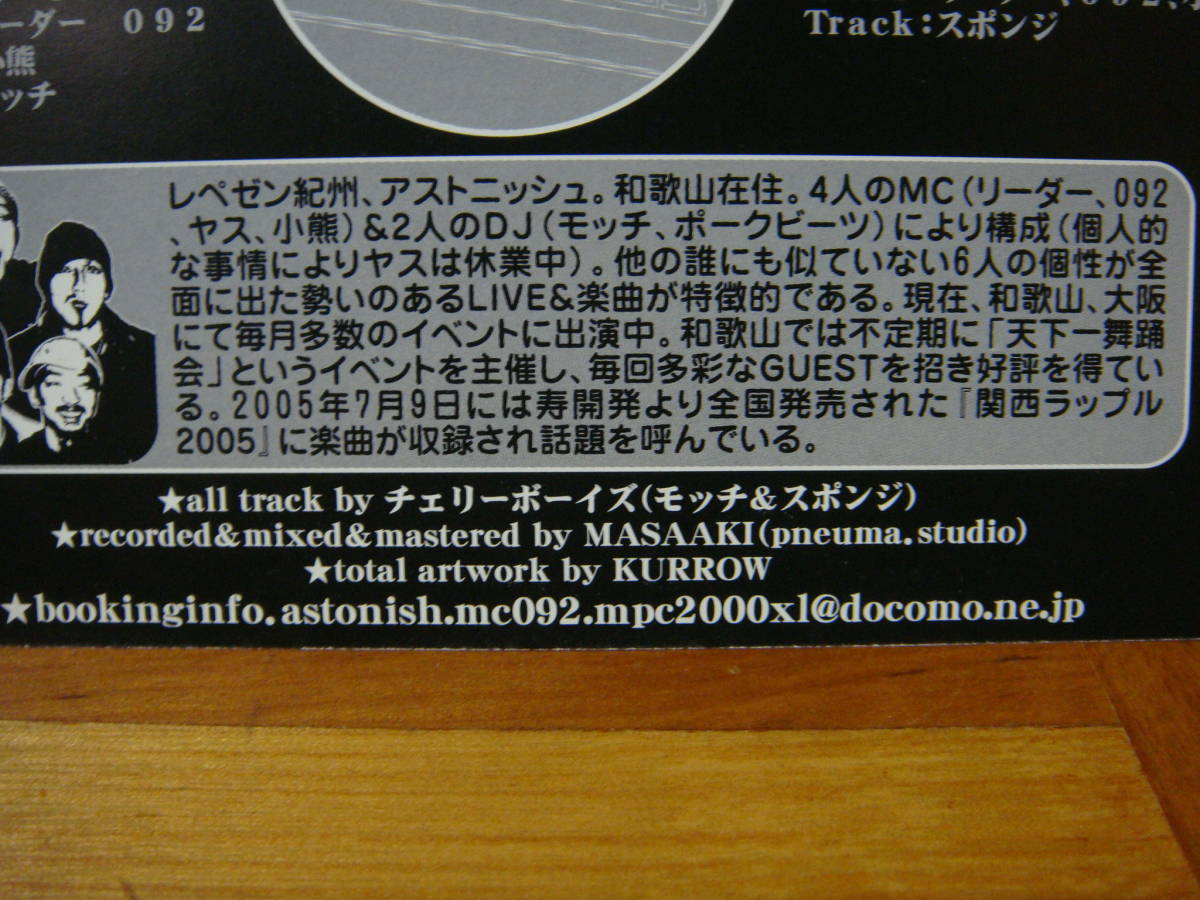 ーダー 092
小熊
ッチ
Track:スポンジ
レペゼン紀州、アストニッシュ。和歌山在住。4人のMC(リーダー、092
、ヤス、小熊)&2人のDJ(モッチ、ポークビーツ)により構成(個人的
な事情によりヤスは休業中)。他の誰にも似ていない6人の個性が全
面に出た勢いのあるLIVE&楽曲が特徴的である。現在、和歌山、大阪
にて毎月多数のイベントに出演中。和歌山では不定期に「天下一舞踊
会」というイベントを主催し、毎回多彩なGUESTを招き好評を得てい
る。2005年7月9日には寿開発より全国発売された『関西ラップル
2005』に楽曲が収録され話題を呼んでいる。
★all track by チェリーボーイズ(モッチ&スポンジ)
★recorded&mixed&mastered by MASAAKI(pneuma.studio)
★total artwork by KURROW
★bookinginfo.astonish.mc092.mpc2000xl@docomo.ne.jp